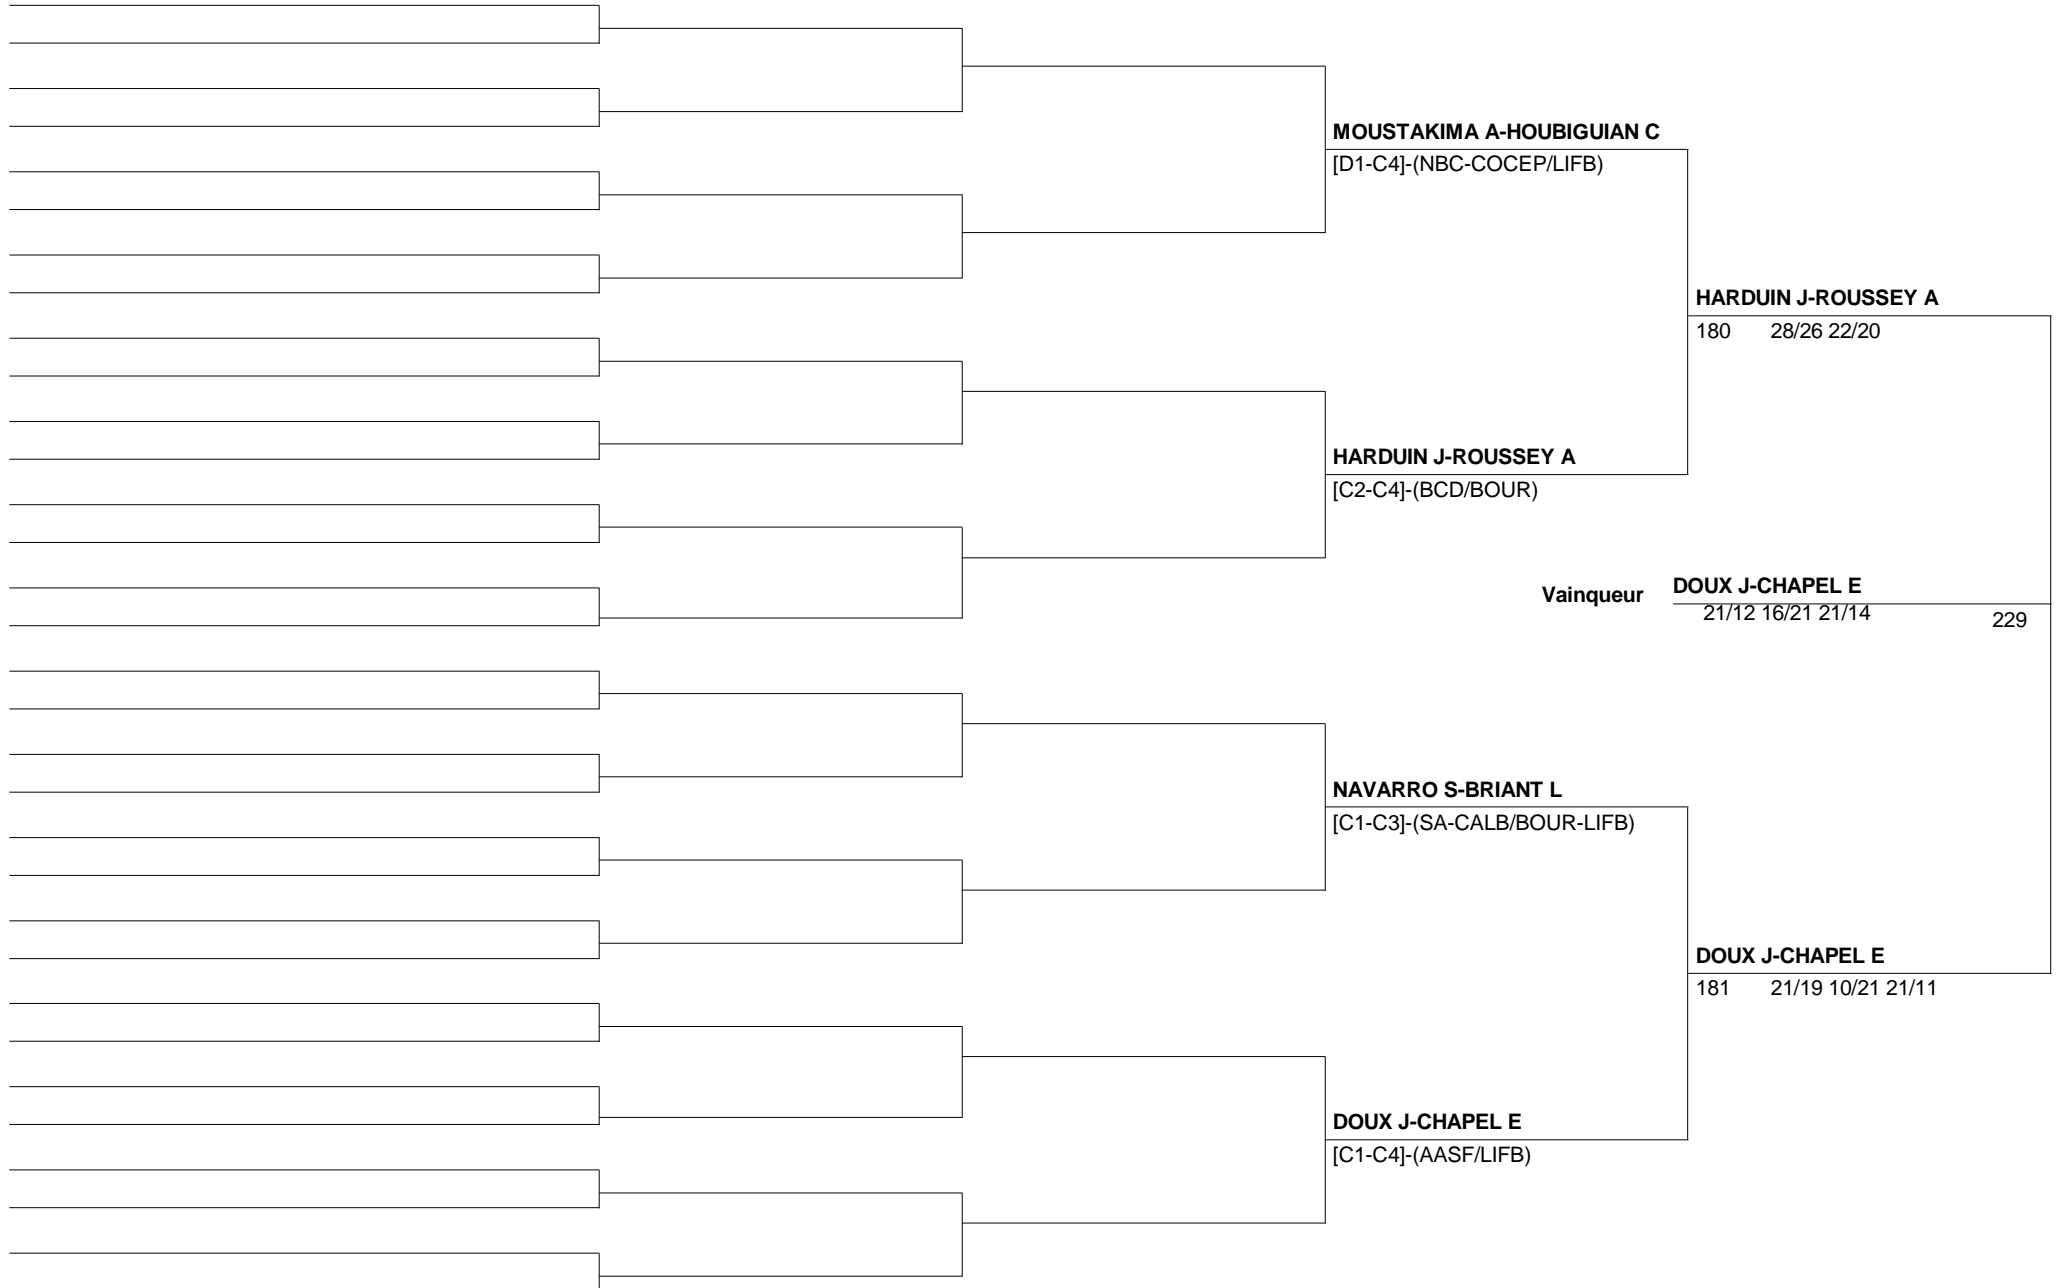 MOUSTAKIMA A-HOUBIGUIAN C
[D1-C4]-(NBC-COCEP/LIFB)
HARDUIN J-ROUSSEY A
180 28/26 22/20
HARDUIN J-ROUSSEY A
[C2-C4]-(BCD/BOUR)
Vainqueur DOUX J-CHAPEL E
21/12 16/21 21/14 229
NAVARRO S-BRIANT L
[C1-C3]-(SA-CALB/BOUR-LIFB)
DOUX J-CHAPEL E
181 21/19 10/21 21/11
DOUX J-CHAPEL E
[C1-C4]-(AASF/LIFB)